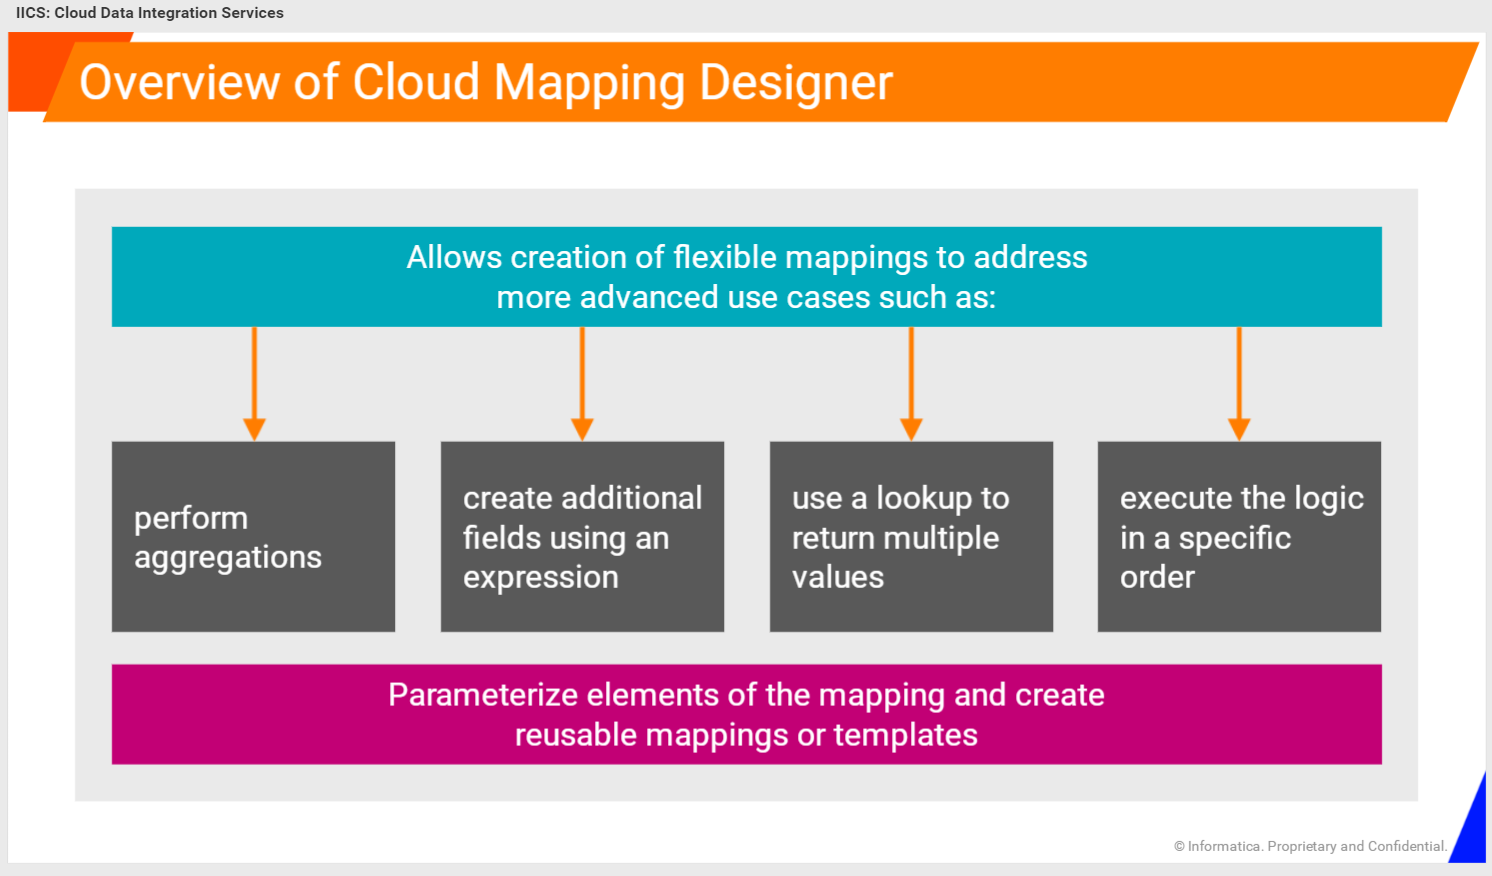 IICS: Cloud Data Integration Services
Overview of Cloud Mapping Designer
Allows creation of flexible mappings to address
more advanced use cases such as:
perform
aggregations
create additional
fields using an
expression
use a lookup to
return multiple
values
execute the logic
in a specific
order
Parameterize elements of the mapping and create
reusable mappings or templates
© Informatica. Proprietary and Confidential.